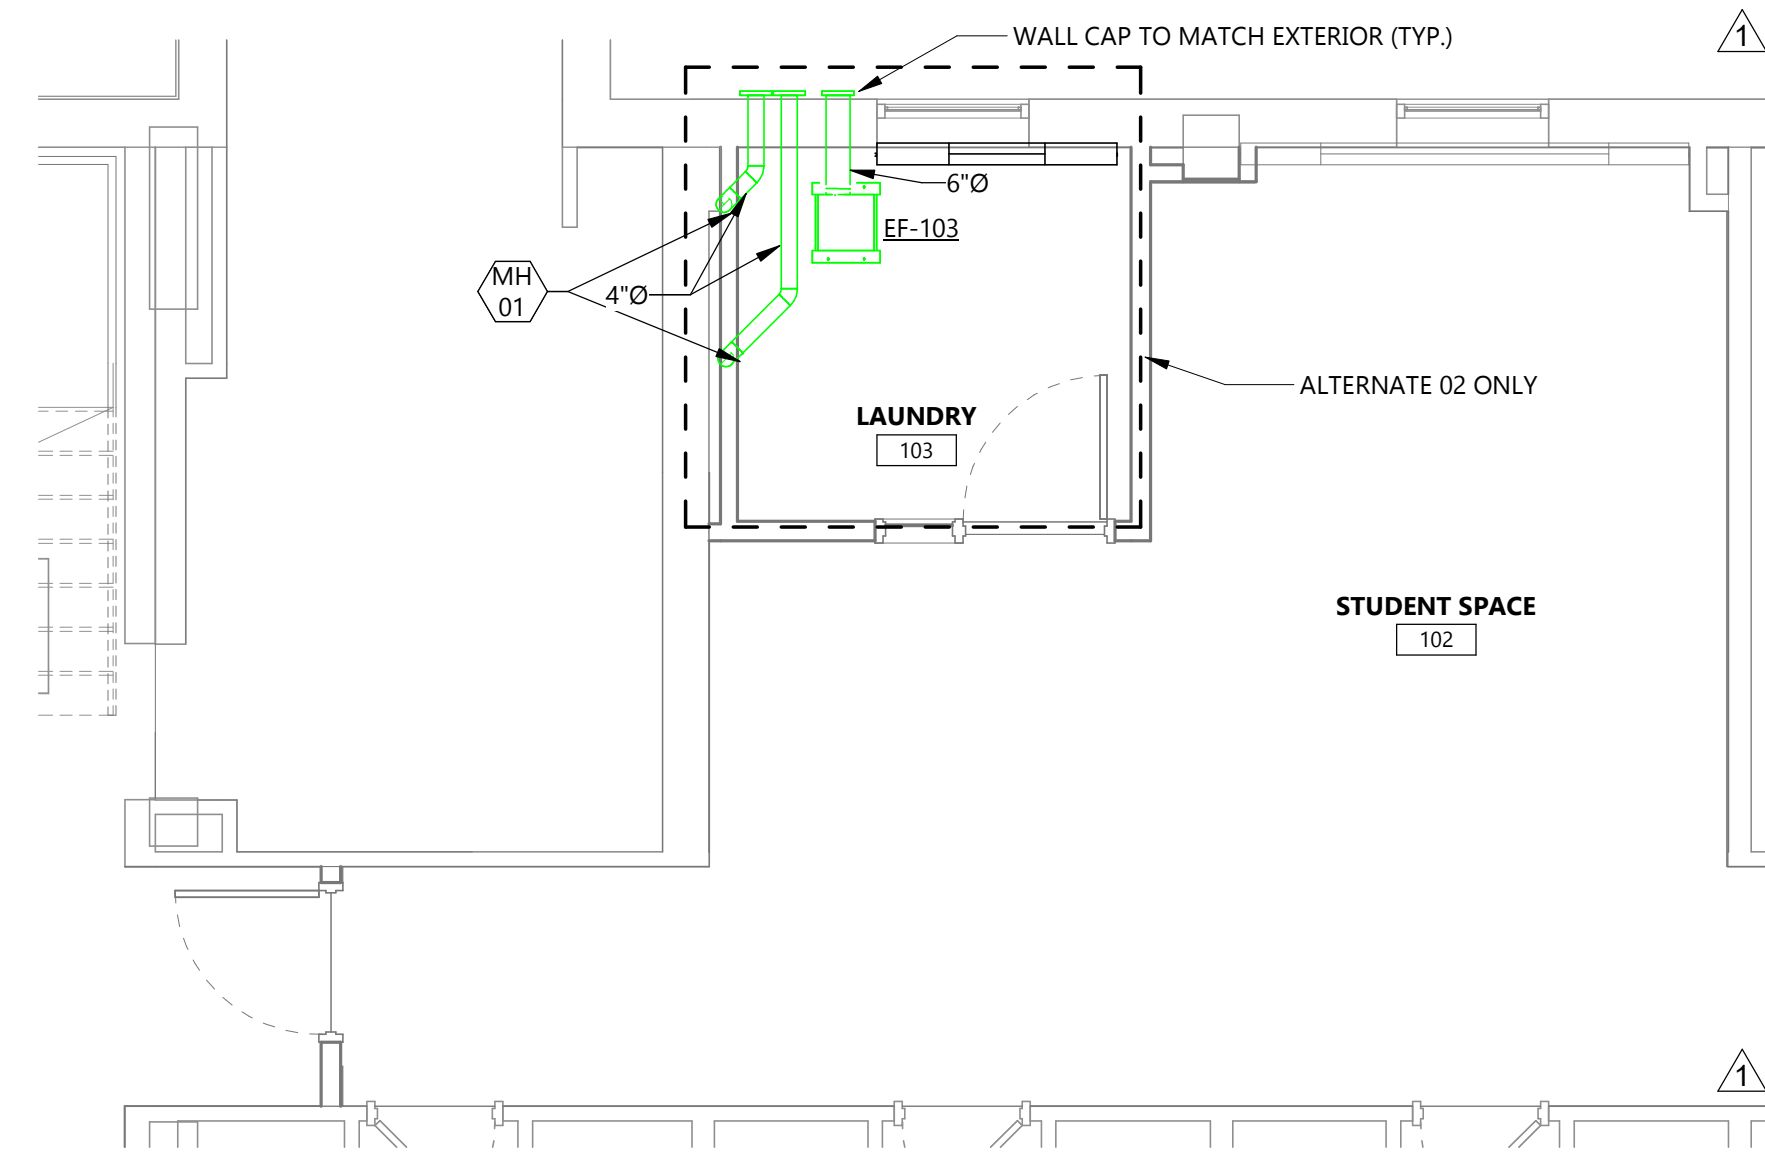 WALL CAP TO MATCH EXTERIOR (TYP.)
1
6"Ø
EF-103
MH
01
4"Ø
ALTERNATE 02 ONLY
LAUNDRY
103
STUDENT SPACE
102
1